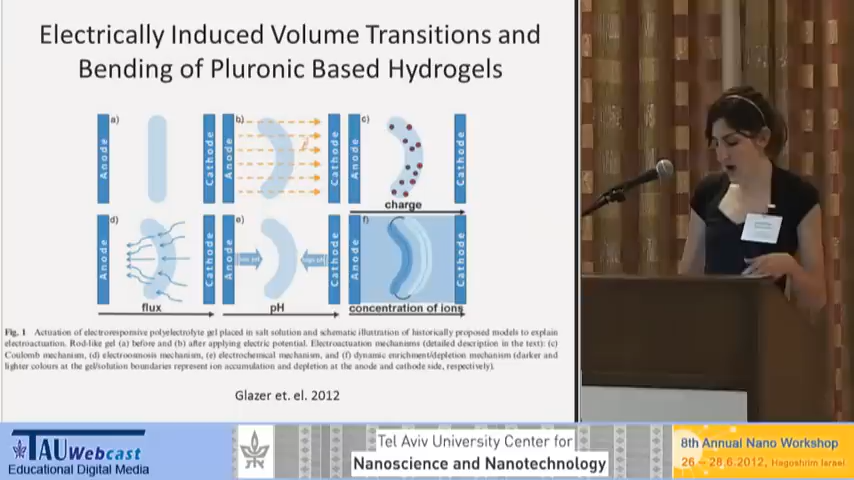 Electrically Induced Volume Transitions and
Bending of Pluronic Based Hydrogels
a)
Anode
Cathode
b)
Anode
Cathode
c)
Anode
Cathode
charge
d)
Anode
Cathode
flux
e)
Anode
Cathode
pH
f)
Anode
Cathode
concentration of ions
Fig. 1 Actuation of electroresponsive polyelectrolyte gel placed in salt solution and schematic illustration of historically proposed models to explain
electroactuation. Rod-like gel (a) before and (b) after applying electric potential. Electroactuation mechanisms (detailed description in the text): (c)
Coulomb mechanism, (d) electroosmosis mechanism, (e) electrochemical mechanism, and (f) dynamic enrichment/depletion mechanism (darker and
lighter colours at the gel/solution boundaries represent ion accumulation and depletion at the anode and cathode side, respectively).
Glazer et. el. 2012
TAU Webcast
Educational Digital Media
Tel Aviv University Center for
Nanoscience and Nanotechnology
8th Annual Nano Workshop
26 – 28.6.2012, Hagoshrim Israel